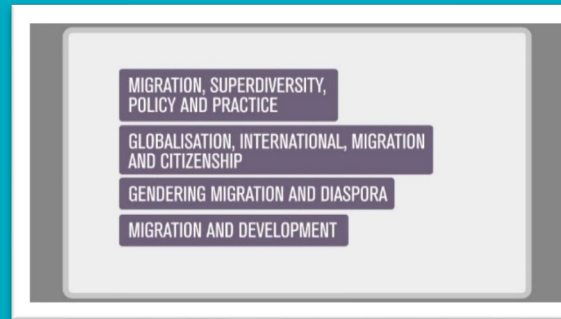 MIGRATION, SUPERDIVERSITY,
POLICY AND PRACTICE
GLOBALISATION, INTERNATIONAL, MIGRATION
AND CITIZENSHIP
GENDERING MIGRATION AND DIASPORA
MIGRATION AND DEVELOPMENT